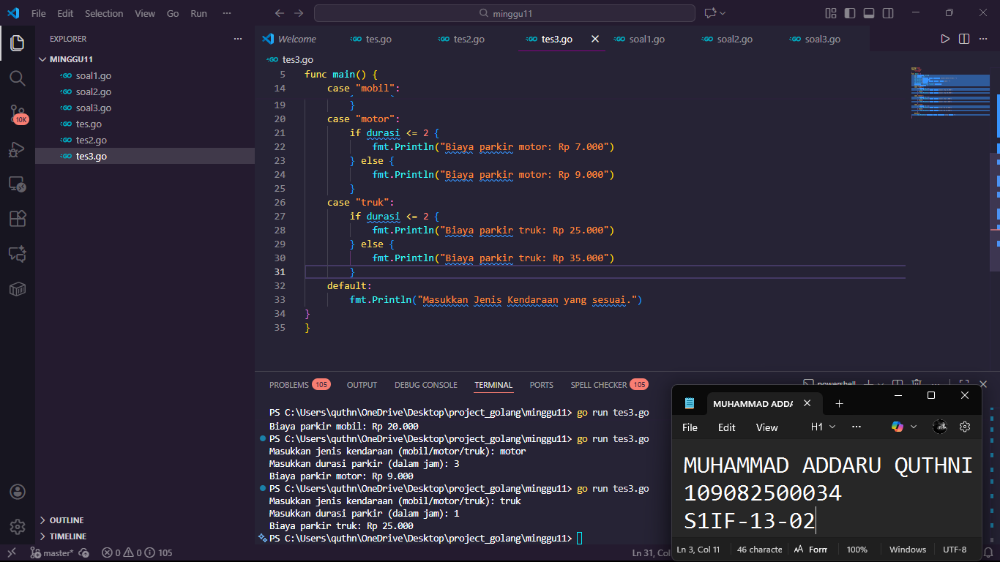 File Edit Selection View Go Run ···
minggu11
EXPLORER ···
MINGGU11
soal1.go
soal2.go
soal3.go
tes.go
tes2.go
tes3.go
10K
OUTLINE
TIMELINE
Welcome tes.go tes2.go tes3.go soal1.go soal2.go soal3.go
tes3.go
5 func main() {
14 case "mobil":
19 }
20 case "motor":
21 if durasi <= 2 {
22 fmt.Println("Biaya parkir motor: Rp 7.000")
23 } else {
24 fmt.Println("Biaya parkir motor: Rp 9.000")
25 }
26 case "truk":
27 if durasi <= 2 {
28 fmt.Println("Biaya parkir truk: Rp 25.000")
29 } else {
30 fmt.Println("Biaya parkir truk: Rp 35.000")
31 }
32 default:
33 fmt.Println("Masukkan Jenis Kendaraan yang sesuai.")
34 }
35 }
PROBLEMS 105 OUTPUT DEBUG CONSOLE TERMINAL PORTS SPELL CHECKER 105 powershell
PS C:\Users\quthn\OneDrive\Desktop\project_golang\minggu11> go run tes3.go
Biaya parkir mobil: Rp 20.000
PS C:\Users\quthn\OneDrive\Desktop\project_golang\minggu11> go run tes3.go
Masukkan jenis kendaraan (mobil/motor/truk): motor
Masukkan durasi parkir (dalam jam): 3
Biaya parkir motor: Rp 9.000
PS C:\Users\quthn\OneDrive\Desktop\project_golang\minggu11> go run tes3.go
Masukkan jenis kendaraan (mobil/motor/truk): truk
Masukkan durasi parkir (dalam jam): 1
Biaya parkir truk: Rp 25.000
PS C:\Users\quthn\OneDrive\Desktop\project_golang\minggu11>
MUHAMMAD ADDA
File Edit View H1 ···
MUHAMMAD ADDARU QUTHNI
109082500034
S1IF-13-02
Ln 3, Col 11 46 characte Form 100% Windows UTF-8
master* 0 0 105 Ln 31, Col